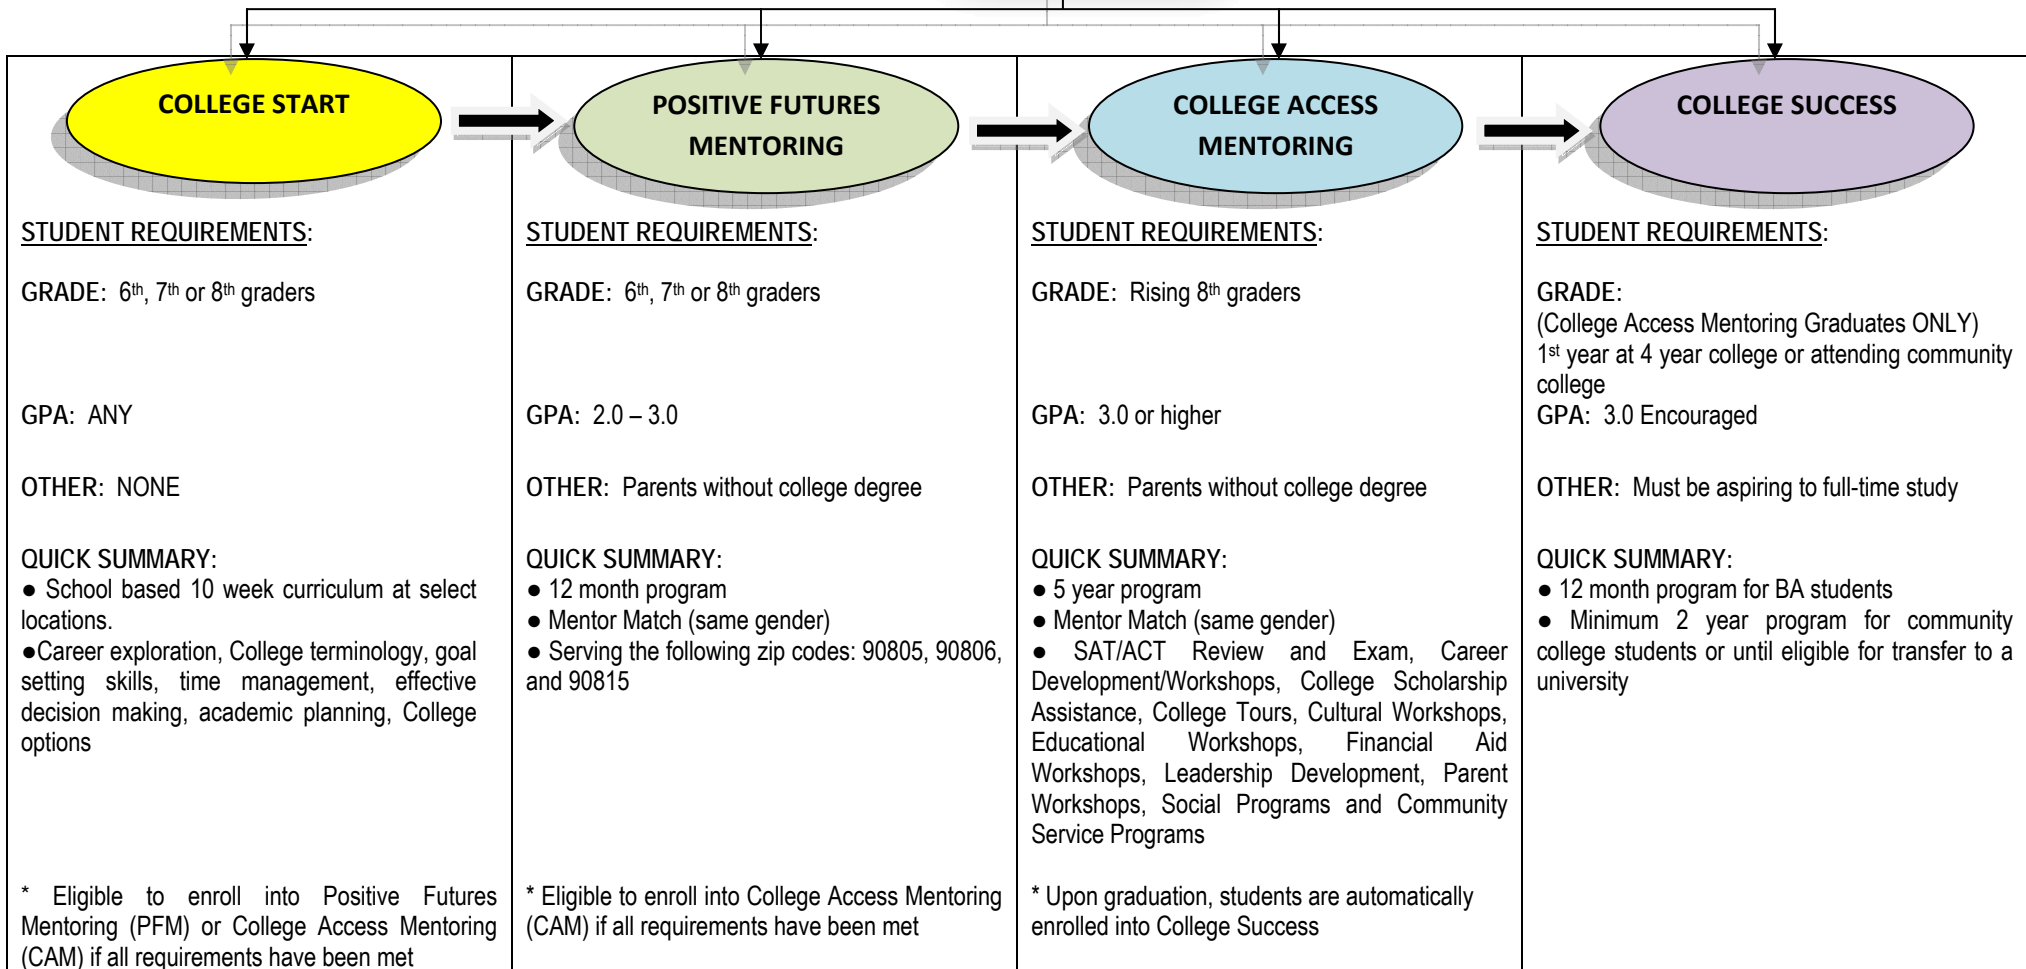 COLLEGE START
STUDENT REQUIREMENTS:
GRADE: 6th, 7th or 8th graders
GPA: ANY
OTHER: NONE
QUICK SUMMARY:
● School based 10 week curriculum at select
locations.
●Career exploration, College terminology, goal
setting skills, time management, effective
decision making, academic planning, College
options
* Eligible to enroll into Positive Futures
Mentoring (PFM) or College Access Mentoring
(CAM) if all requirements have been met
POSITIVE FUTURES
MENTORING
STUDENT REQUIREMENTS:
GRADE: 6th, 7th or 8th graders
GPA: 2.0 – 3.0
OTHER: Parents without college degree
QUICK SUMMARY:
● 12 month program
● Mentor Match (same gender)
● Serving the following zip codes: 90805, 90806,
and 90815
* Eligible to enroll into College Access Mentoring
(CAM) if all requirements have been met
COLLEGE ACCESS
MENTORING
STUDENT REQUIREMENTS:
GRADE: Rising 8th graders
GPA: 3.0 or higher
OTHER: Parents without college degree
QUICK SUMMARY:
● 5 year program
● Mentor Match (same gender)
● SAT/ACT Review and Exam, Career
Development/Workshops, College Scholarship
Assistance, College Tours, Cultural Workshops,
Educational Workshops, Financial Aid
Workshops, Leadership Development, Parent
Workshops, Social Programs and Community
Service Programs
* Upon graduation, students are automatically
enrolled into College Success
COLLEGE SUCCESS
STUDENT REQUIREMENTS:
GRADE:
(College Access Mentoring Graduates ONLY)
1st year at 4 year college or attending community
college
GPA: 3.0 Encouraged
OTHER: Must be aspiring to full-time study
QUICK SUMMARY:
● 12 month program for BA students
● Minimum 2 year program for community
college students or until eligible for transfer to a
university